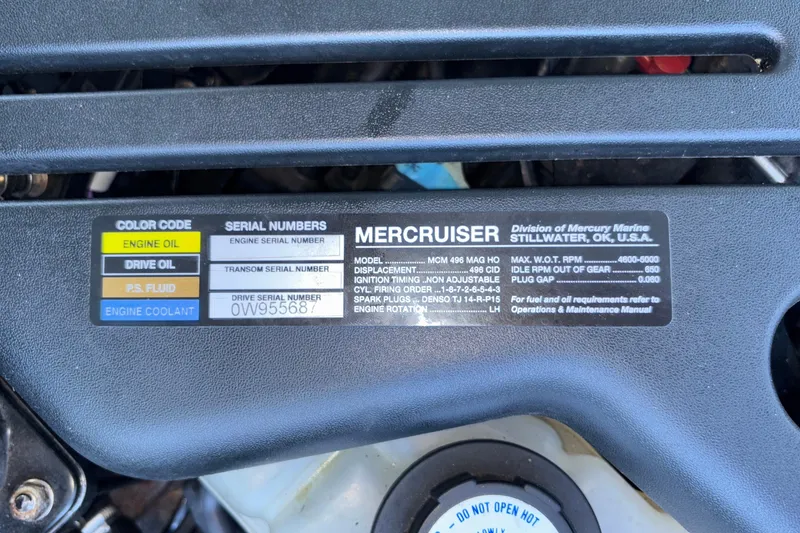 COLOR CODE
ENGINE OIL
DRIVE OIL
P.S. FLUID
ENGINE COOLANT
SERIAL NUMBERS
ENGINE SERIAL NUMBER
TRANSOM SERIAL NUMBER
DRIVE SERIAL NUMBER
0W955687
MERCRUISER
Division of Mercury Marine
STILLWATER, OK, U.S.A.
MODEL ................ MCM 496 MAG HO
DISPLACEMENT ................ 496 CID
IGNITION TIMING ..NON ADJUSTABLE
CYL. FIRING ORDER ...1-8-7-2-6-5-4-3
SPARK PLUGS .. DENSO TJ 14-R-P15
ENGINE ROTATION ................ LH
MAX. W.O.T. RPM ........... 4600-5000
IDLE RPM OUT OF GEAR ......... 650
PLUG GAP ........................ 0.060
For fuel and oil requirements refer to
Operations & Maintenance Manual
DO NOT OPEN HOT